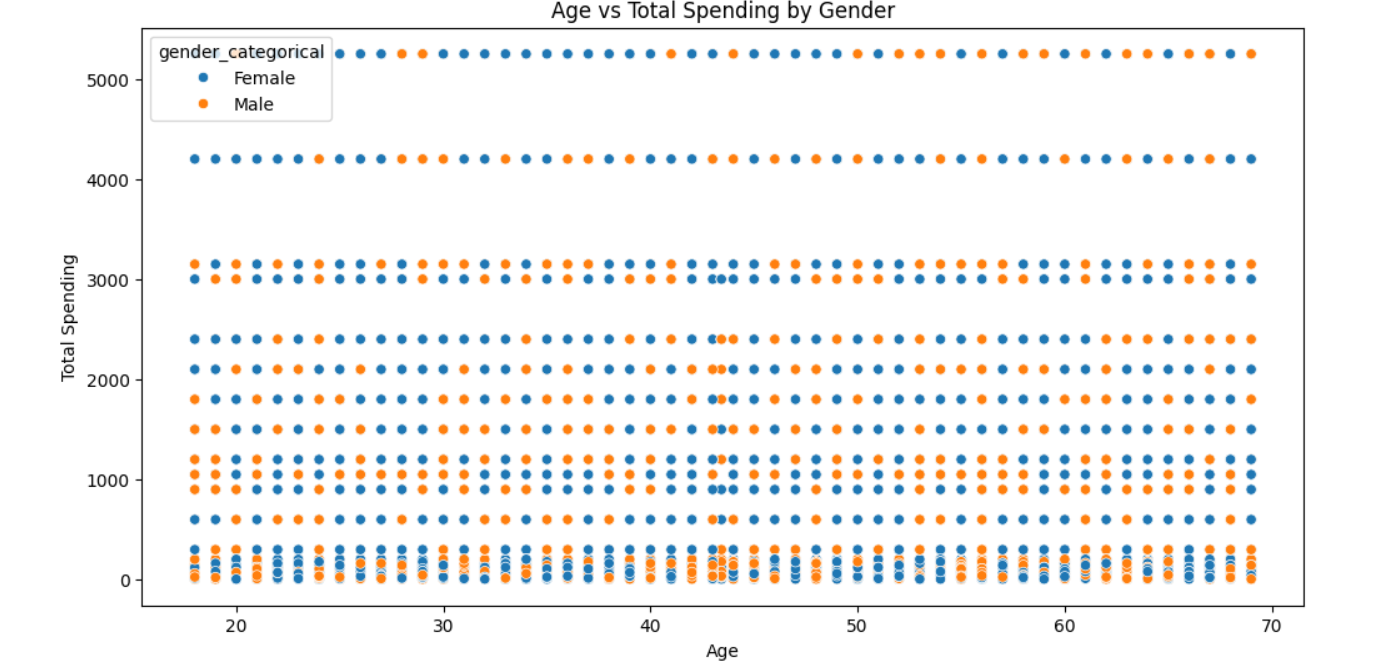 Age vs Total Spending by Gender
gender_categorical
Female
Male
Total Spending
5000
4000
3000
2000
1000
0
20
30
40
50
60
70
Age